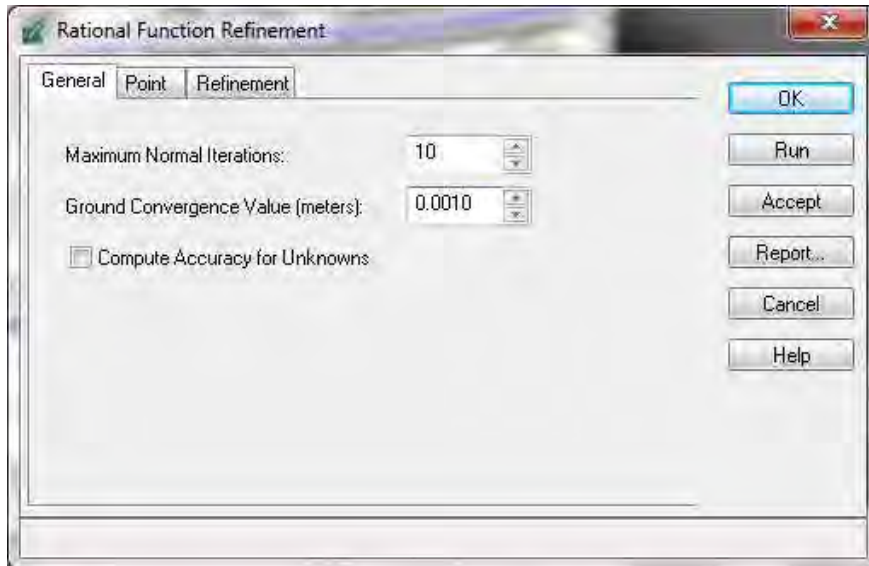 Rational Function Refinement
General Point Refinement
Maximum Normal Iterations: 10
Ground Convergence Value (meters): 0.0010
Compute Accuracy for Unknowns
OK
Run
Accept
Report...
Cancel
Help